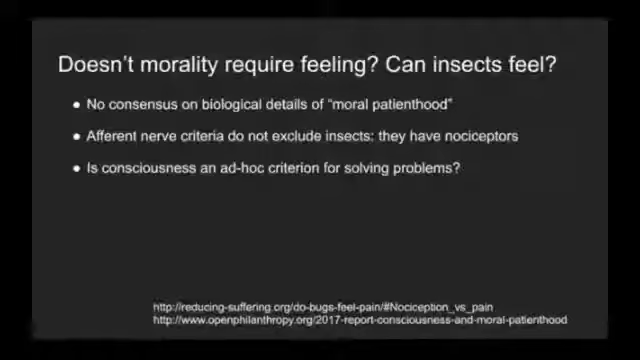 Doesn't morality require feeling? Can insects feel?
● No consensus on biological details of “moral patienthood”
● Afferent nerve criteria do not exclude insects: they have nociceptors
● Is consciousness an ad-hoc criterion for solving problems?
http://reducing-suffering.org/do-bugs-feel-pain/#Nociception_vs_pain
http://www.openphilanthropy.org/2017-report-consciousness-and-moral-patienthood